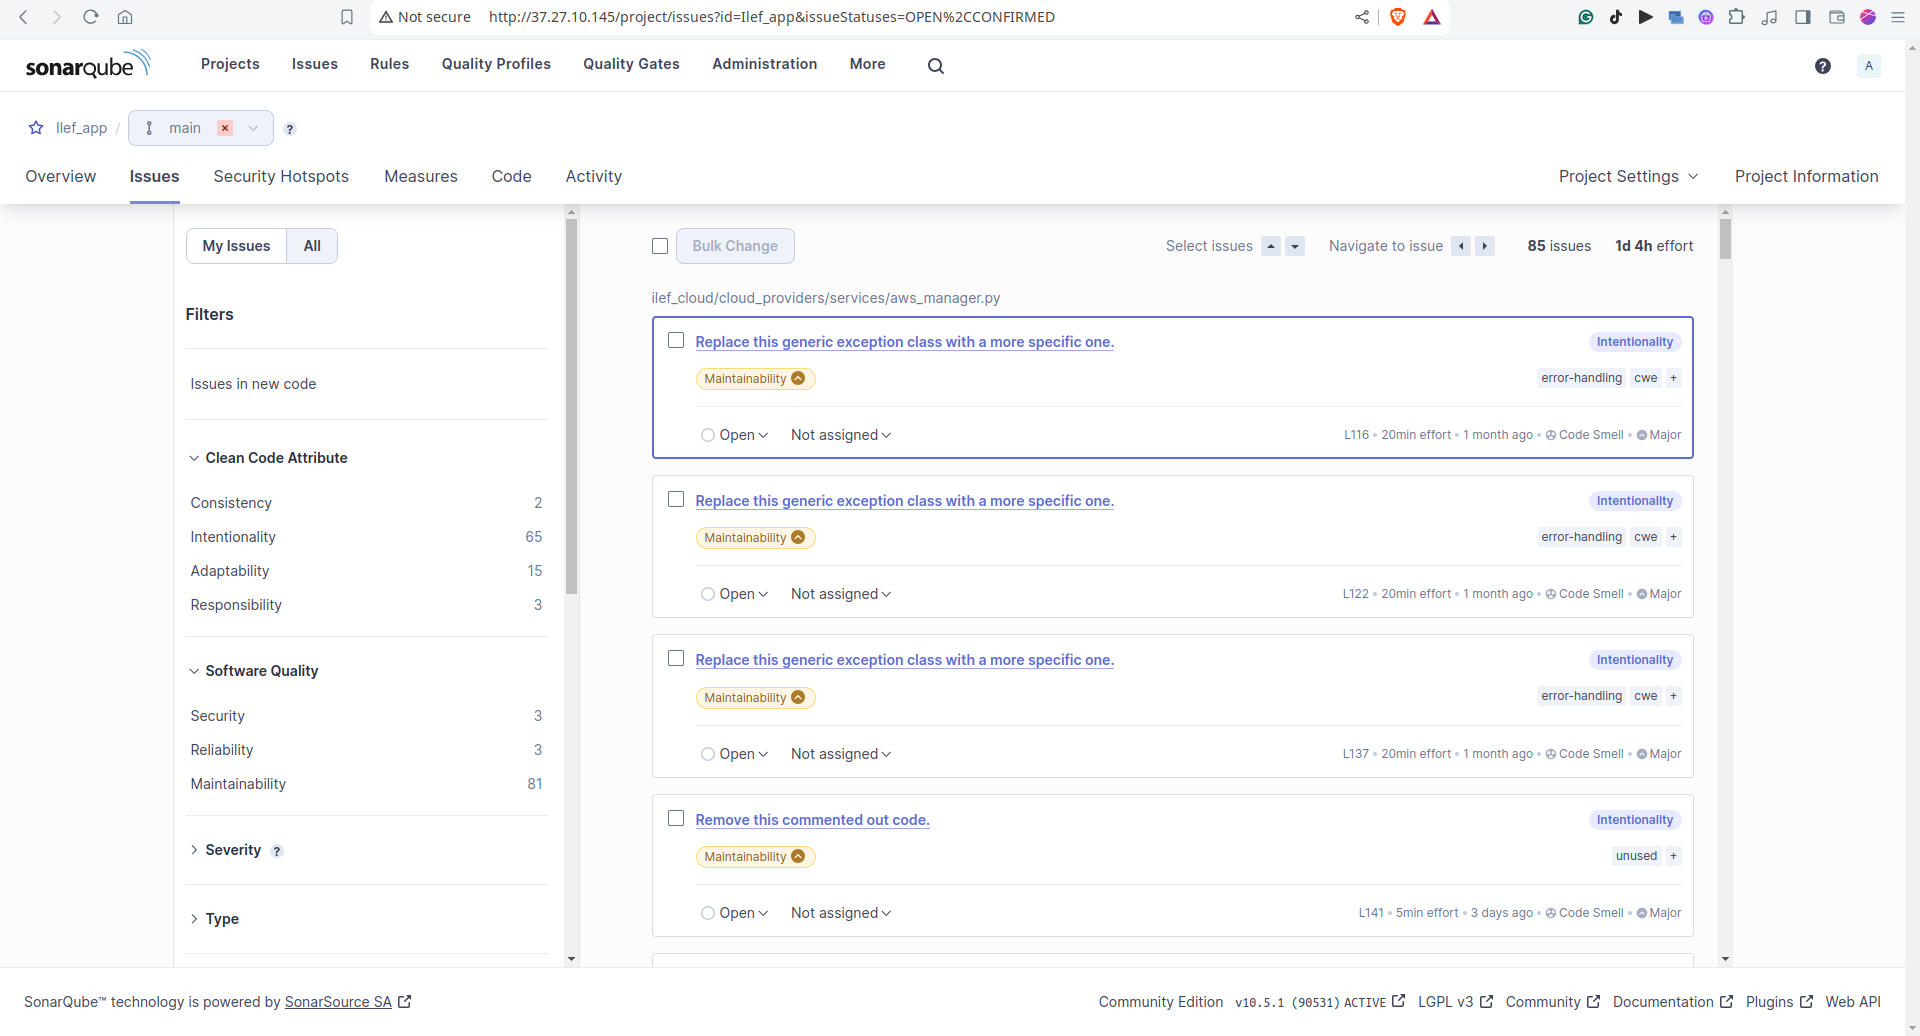 Not secure http://37.27.10.145/project/issues?id=Ilef_app&issueStatuses=OPEN%2CCONFIRMED
sonarqube Projects Issues Rules Quality Profiles Quality Gates Administration More ? A
Ilef_app / main × ?
Overview Issues Security Hotspots Measures Code Activity Project Settings Project Information
My Issues All
Filters
Issues in new code
Clean Code Attribute
Consistency 2
Intentionality 65
Adaptability 15
Responsibility 3
Software Quality
Security 3
Reliability 3
Maintainability 81
Severity ?
Type
Bulk Change Select issues Navigate to issue 85 issues 1d 4h effort
ilef_cloud/cloud_providers/services/aws_manager.py
Replace this generic exception class with a more specific one. Intentionality
Maintainability error-handling cwe +
Open Not assigned L116 • 20min effort • 1 month ago • Code Smell • Major
Replace this generic exception class with a more specific one. Intentionality
Maintainability error-handling cwe +
Open Not assigned L122 • 20min effort • 1 month ago • Code Smell • Major
Replace this generic exception class with a more specific one. Intentionality
Maintainability error-handling cwe +
Open Not assigned L137 • 20min effort • 1 month ago • Code Smell • Major
Remove this commented out code. Intentionality
Maintainability unused +
Open Not assigned L141 • 5min effort • 3 days ago • Code Smell • Major
SonarQube™ technology is powered by SonarSource SA Community Edition v10.5.1 (90531) ACTIVE LGPL v3 Community Documentation Plugins Web API